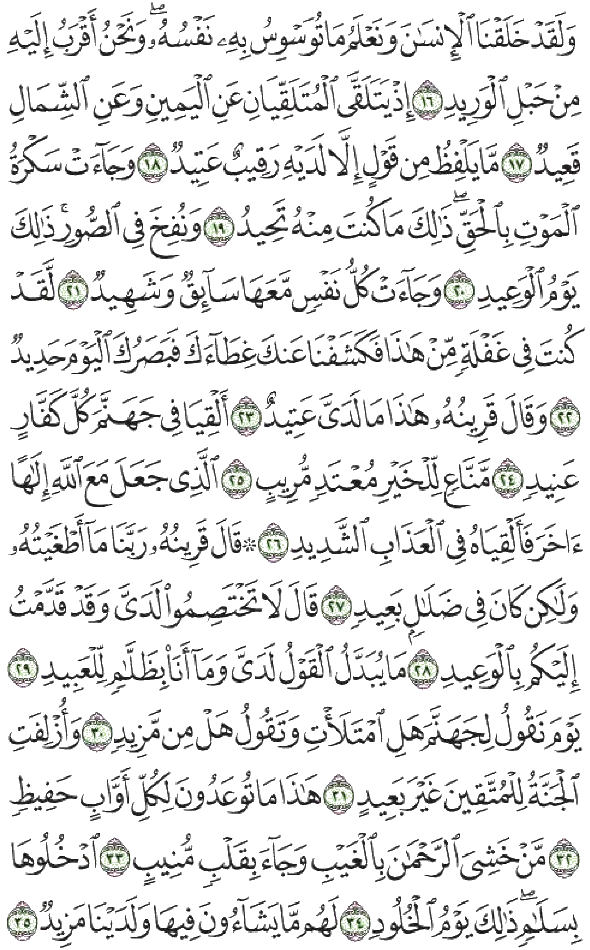 وَلَقَدْ خَلَقْنَا ٱلْإِنسَٰنَ وَنَعْلَمُ مَا تُوَسْوِسُ بِهِۦ نَفْسُهُۥ ۖ وَنَحْنُ أَقْرَبُ إِلَيْهِ
مِنْ حَبْلِ ٱلْوَرِيدِ ١٦ إِذْ يَتَلَقَّى ٱلْمُتَلَقِّيَانِ عَنِ ٱلْيَمِينِ وَعَنِ ٱلشِّمَالِ
قَعِيدٌ ١٧ مَّا يَلْفِظُ مِن قَوْلٍ إِلَّا لَدَيْهِ رَقِيبٌ عَتِيدٌ ١٨ وَجَآءَتْ سَكْرَةُ
ٱلْمَوْتِ بِٱلْحَقِّ ۖ ذَٰلِكَ مَا كُنتَ مِنْهُ تَحِيدُ ١٩ وَنُفِخَ فِى ٱلصُّورِ ۚ ذَٰلِكَ
يَوْمُ ٱلْوَعِيدِ ٢٠ وَجَآءَتْ كُلُّ نَفْسٍ مَّعَهَا سَآئِقٌ وَشَهِيدٌ ٢١ لَّقَدْ
كُنتَ فِى غَفْلَةٍ مِّنْ هَٰذَا فَكَشَفْنَا عَنكَ غِطَآءَكَ فَبَصَرُكَ ٱلْيَوْمَ حَدِيدٌ
٢٢ وَقَالَ قَرِينُهُۥ هَٰذَا مَا لَدَىَّ عَتِيدٌ ٢٣ أَلْقِيَا فِى جَهَنَّمَ كُلَّ كَفَّارٍ
عَنِيدٍ ٢٤ مَّنَّاعٍ لِّلْخَيْرِ مُعْتَدٍ مُّرِيبٍ ٢٥ ٱلَّذِى جَعَلَ مَعَ ٱللَّهِ إِلَٰهًا
ءَاخَرَ فَأَلْقِيَاهُ فِى ٱلْعَذَابِ ٱلشَّدِيدِ ٢٦ ۞ قَالَ قَرِينُهُۥ رَبَّنَا مَآ أَطْغَيْتُهُۥ
وَلَٰكِن كَانَ فِى ضَلَٰلٍۭ بَعِيدٍ ٢٧ قَالَ لَا تَخْتَصِمُوا۟ لَدَىَّ وَقَدْ قَدَّمْتُ
إِلَيْكُم بِٱلْوَعِيدِ ٢٨ مَا يُبَدَّلُ ٱلْقَوْلُ لَدَىَّ وَمَآ أَنَا۠ بِظَلَّٰمٍ لِّلْعَبِيدِ ٢٩
يَوْمَ نَقُولُ لِجَهَنَّمَ هَلِ ٱمْتَلَأْتِ وَتَقُولُ هَلْ مِن مَّزِيدٍ ٣٠ وَأُزْلِفَتِ
ٱلْجَنَّةُ لِلْمُتَّقِينَ غَيْرَ بَعِيدٍ ٣١ هَٰذَا مَا تُوعَدُونَ لِكُلِّ أَوَّابٍ حَفِيظٍ
٣٢ مَّنْ خَشِىَ ٱلرَّحْمَٰنَ بِٱلْغَيْبِ وَجَآءَ بِقَلْبٍ مُّنِيبٍ ٣٣ ٱدْخُلُوهَا
بِسَلَٰمٍ ۖ ذَٰلِكَ يَوْمُ ٱلْخُلُودِ ٣٤ لَهُم مَّا يَشَآءُونَ فِيهَا وَلَدَيْنَا مَزِيدٌ ٣٥